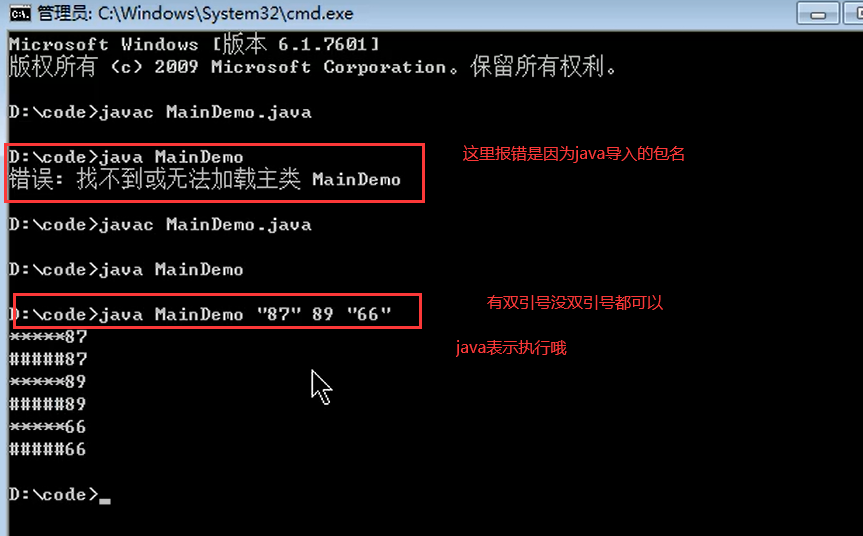 管理员: C:\Windows\System32\cmd.exe
Microsoft Windows [版本 6.1.7601]
版权所有 (c) 2009 Microsoft Corporation。保留所有权利。
D:\code>javac MainDemo.java
D:\code>java MainDemo
这里报错是因为java导入的包名
错误: 找不到或无法加载主类 MainDemo
D:\code>javac MainDemo.java
D:\code>java MainDemo
D:\code>java MainDemo "87" 89 "66"
有双引号没双引号都可以
*****87
java表示执行哦
#####87
*****89
#####89
*****66
#####66
D:\code>_